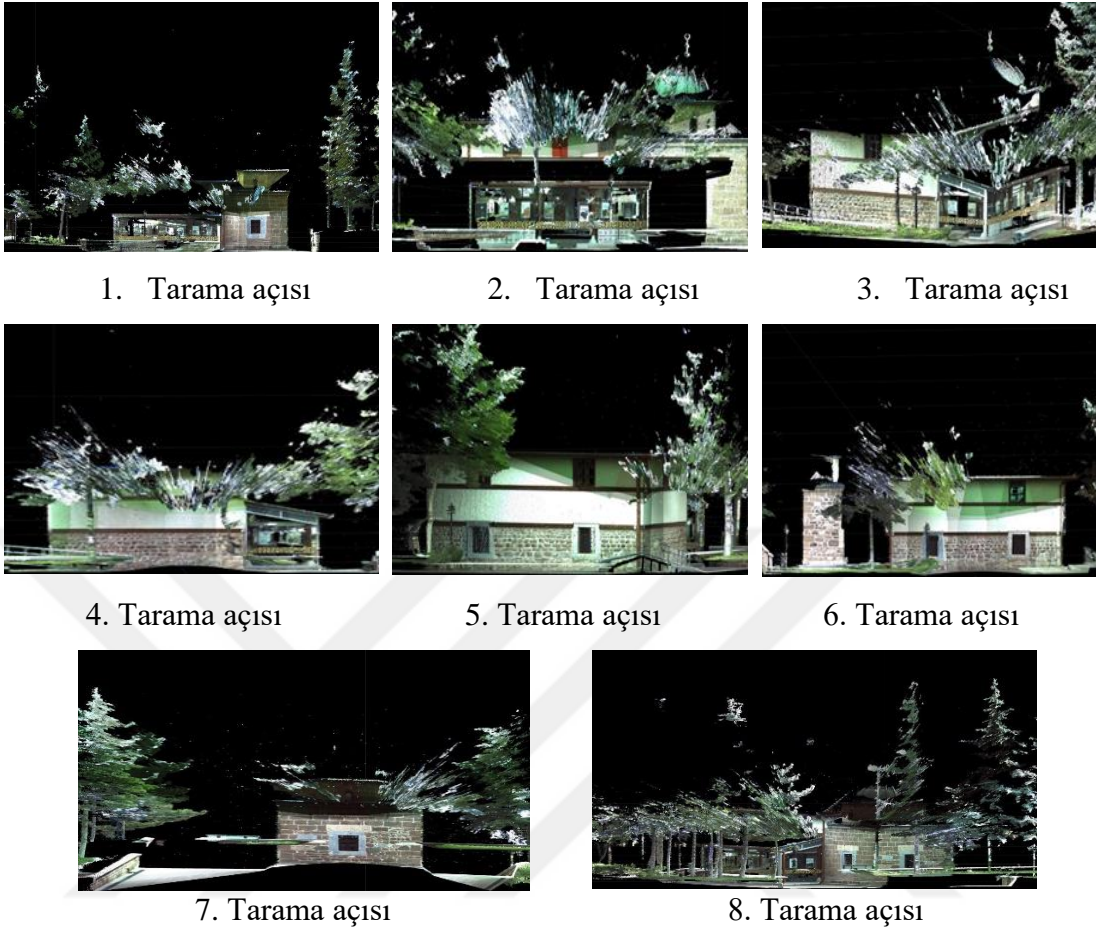 1. Tarama açısı
2. Tarama açısı
3. Tarama açısı
4. Tarama açısı
5. Tarama açısı
6. Tarama açısı
7. Tarama açısı
8. Tarama açısı